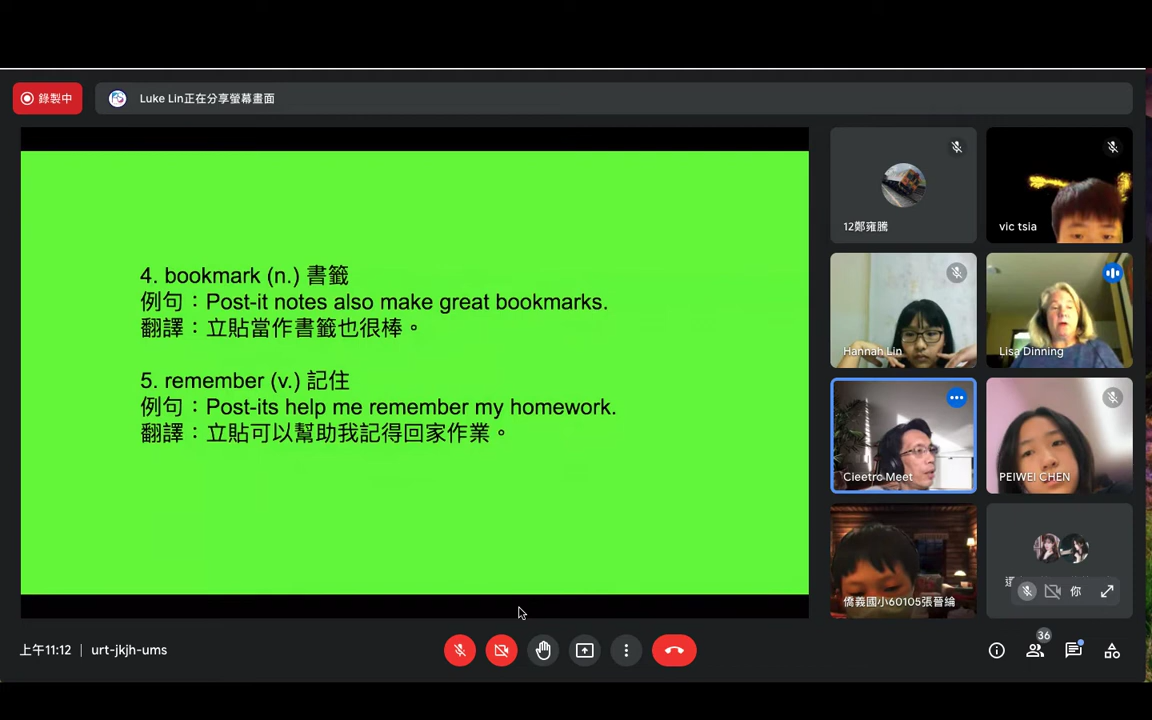 錄製中
Luke Lin正在分享螢幕畫面
4. bookmark (n.) 書籤
例句：Post-it notes also make great bookmarks.
翻譯：立貼當作書籤也很棒。
5. remember (v.) 記住
例句：Post-its help me remember my homework.
翻譯：立貼可以幫助我記得回家作業。
12鄭雍騰
vic tsia
Hannah Lin
Lisa Dinning
Cieetrc Meet
PEIWEI CHEN
僑義國小60105張晉綸
你
上午11:12
urt-jkjh-ums
36